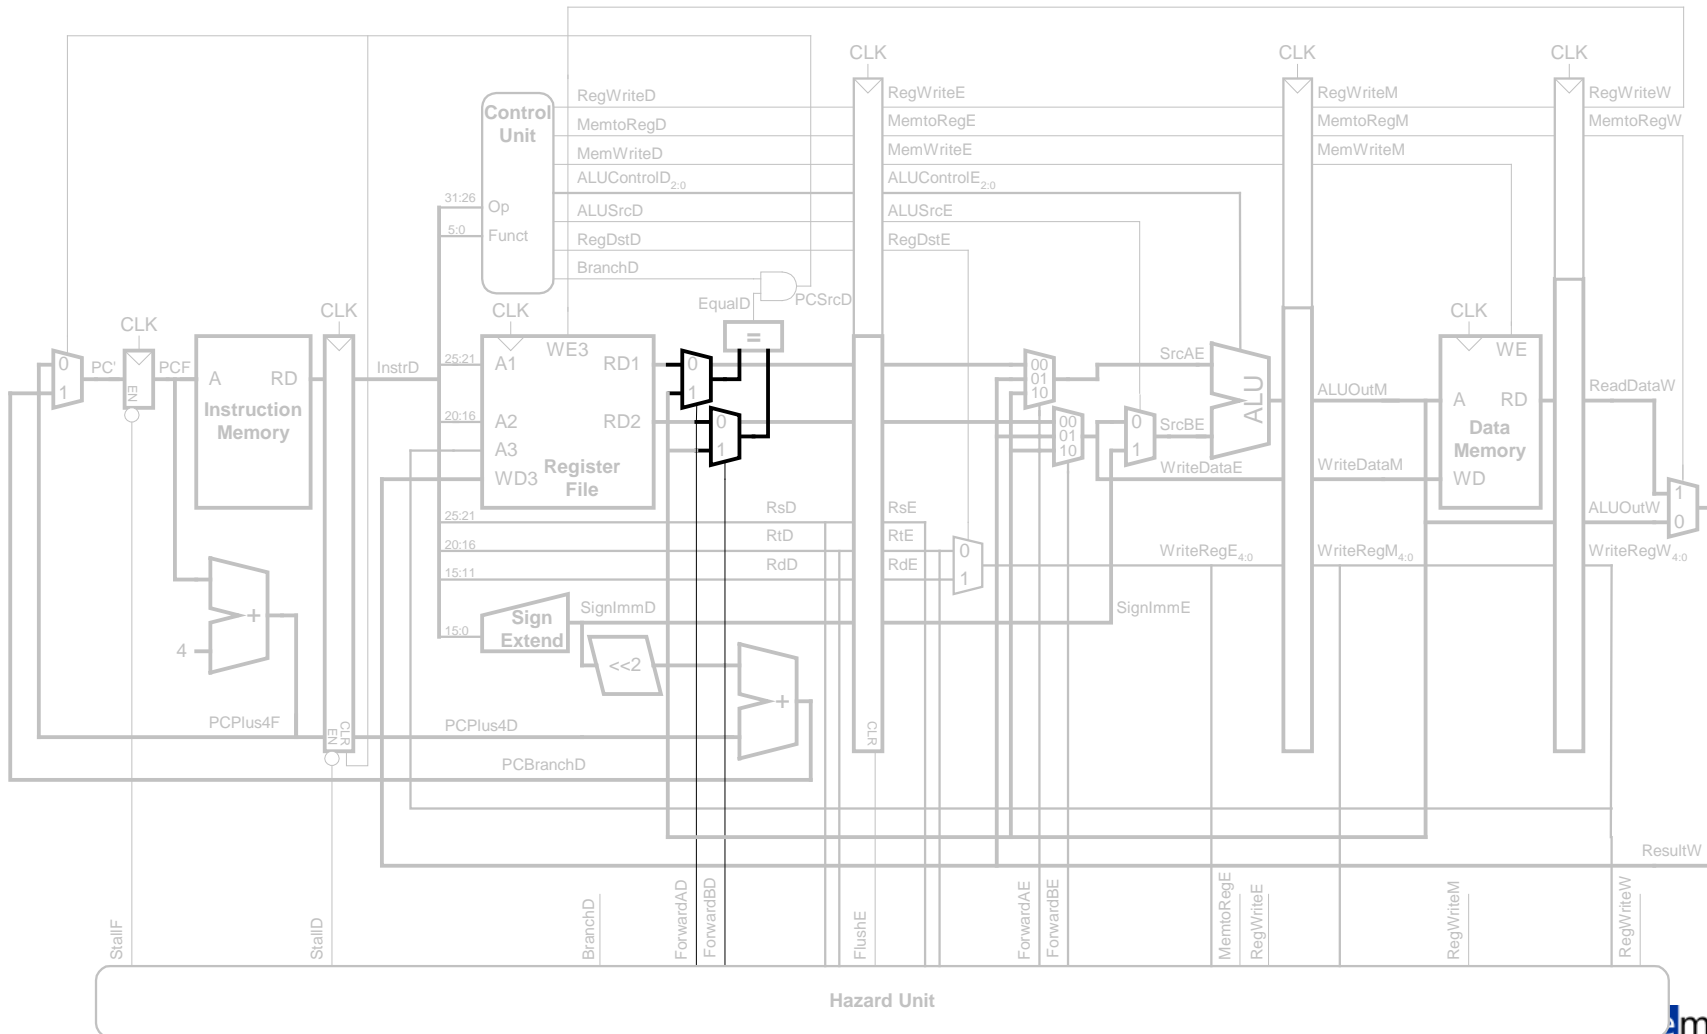 CLK
CLK
CLK
RegWriteD
RegWriteE
RegWriteM
RegWriteW
Control
Unit
MemtoRegD
MemtoRegE
MemtoRegM
MemtoRegW
MemWriteD
MemWriteE
MemWriteM
ALUControlD2:0
ALUControlE2:0
31:26
Op
ALUSrcD
ALUSrcE
5:0
Funct
RegDstD
RegDstE
BranchD
EqualD
PCSrcD
CLK
CLK
CLK
CLK
=
WE3
WE
0
1
PC'
EN
PCF
A
RD
Instruction
Memory
InstrD
25:21
A1
RD1
0
1
00
01
10
SrcAE
ALU
ALUOutM
A
RD
Data
Memory
ReadDataW
20:16
A2
RD2
0
1
00
01
10
0
1
SrcBE
A3
WD3
Register
File
WriteDataE
WriteDataM
WD
1
0
25:21
RsD
RsE
ALUOutW
20:16
RtD
RtE
0
1
WriteRegE4:0
WriteRegM4:0
WriteRegW4:0
15:11
RdD
RdE
SignImmD
SignImmE
+
Sign
Extend
15:0
4
<<2
+
PCPlus4F
EN
CLR
PCPlus4D
CLR
PCBranchD
ResultW
StallF
StallD
BranchD
ForwardAD
ForwardBD
FlushE
ForwardAE
ForwardBE
MemtoRegE
RegWriteE
RegWriteM
RegWriteW
Hazard Unit